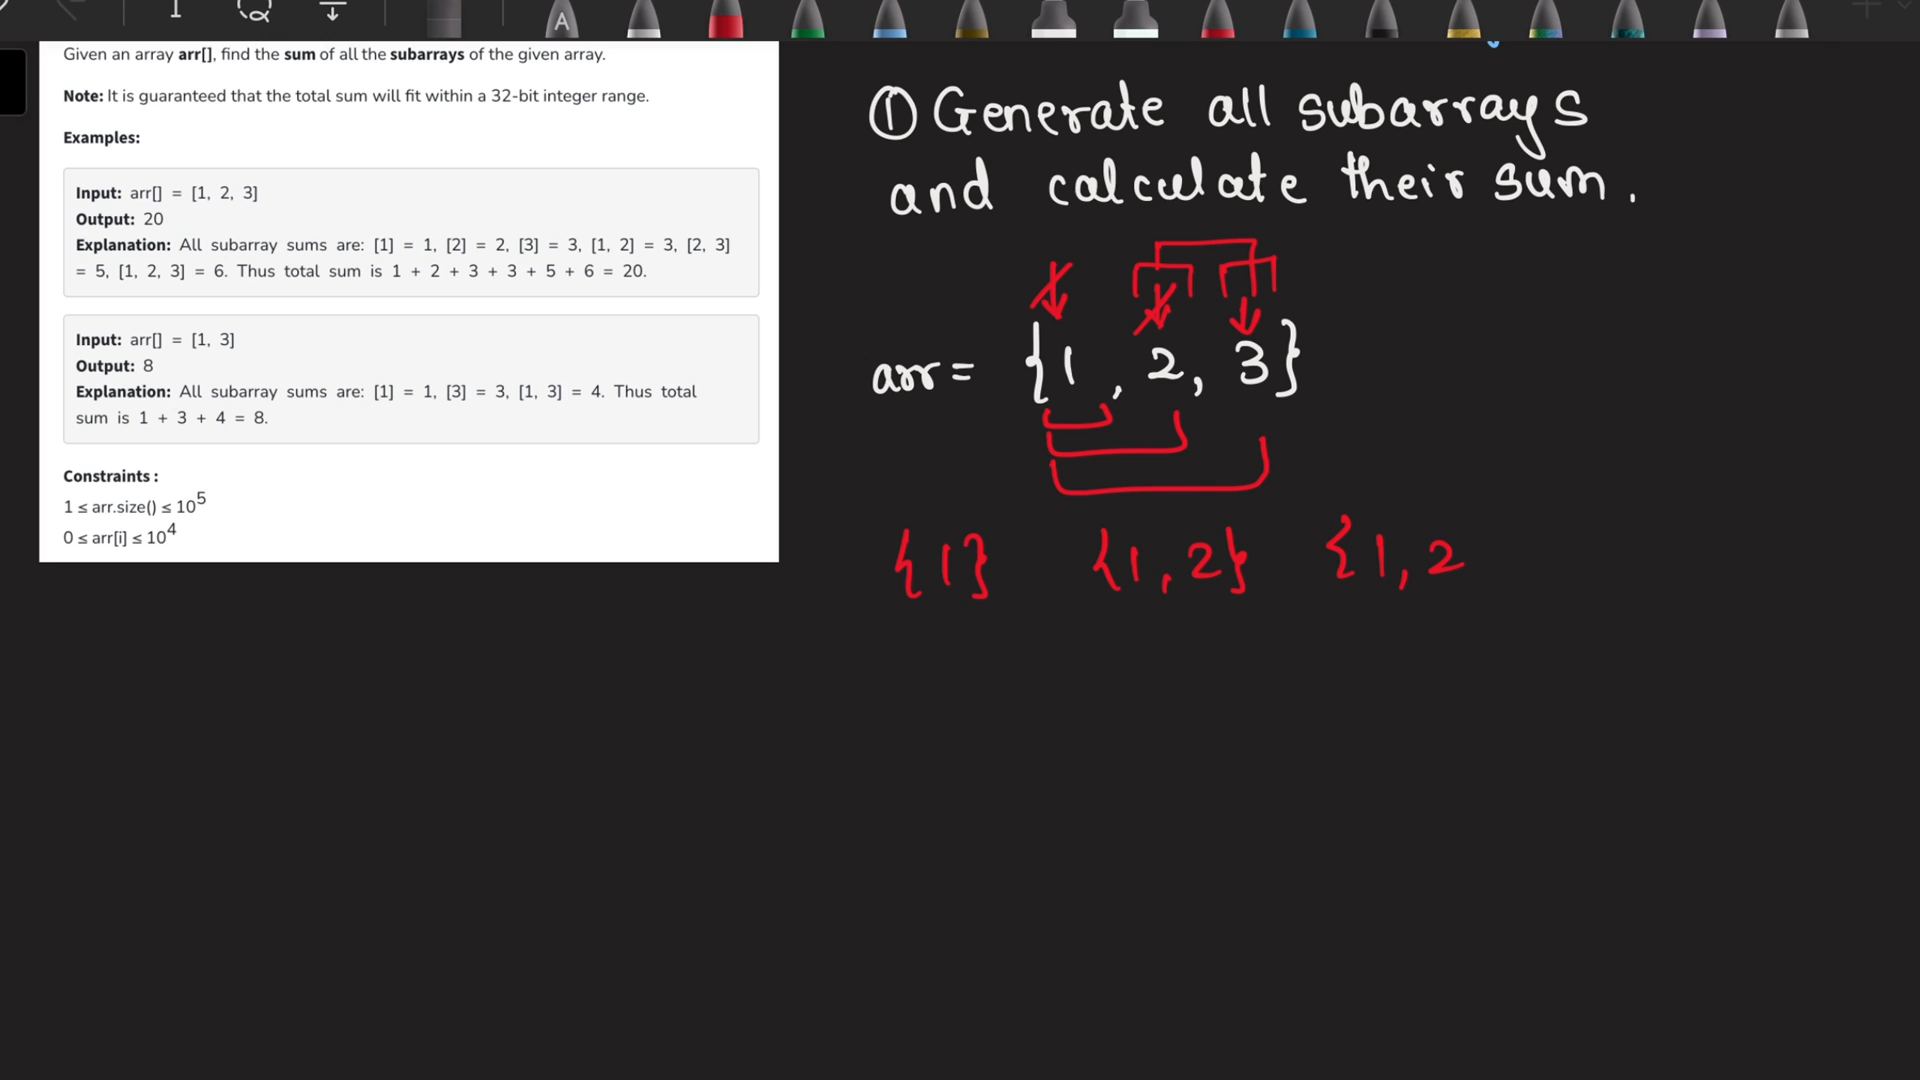 A
Given an array arr[], find the sum of all the subarrays of the given array.
Note: It is guaranteed that the total sum will fit within a 32-bit integer range.
Examples:
Input: arr[] = [1, 2, 3]
Output: 20
Explanation: All subarray sums are: [1] = 1, [2] = 2, [3] = 3, [1, 2] = 3, [2, 3]
= 5, [1, 2, 3] = 6. Thus total sum is 1 + 2 + 3 + 3 + 5 + 6 = 20.
Input: arr[] = [1, 3]
Output: 8
Explanation: All subarray sums are: [1] = 1, [3] = 3, [1, 3] = 4. Thus total
sum is 1 + 3 + 4 = 8.
Constraints :
1 ≤ arr.size() ≤ 10^5
0 ≤ arr[i] ≤ 10^4
① Generate all subarrays
and calculate their sum.
arr = {1, 2, 3}
{1} {1, 2} {1, 2